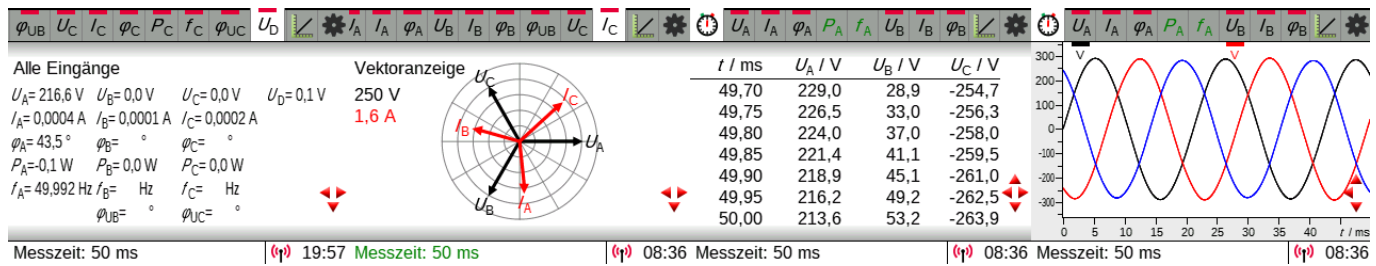 φUB UC IC φC PC fC φUC UD
Alle Eingänge
UA= 216,6 V UB= 0,0 V UC= 0,0 V UD= 0,1 V
IA= 0,0004 A IB= 0,0001 A IC= 0,0002 A
φA= 43,5 ° φB= ° φC= °
PA=-0,1 W PB= 0,0 W PC= 0,0 W
fA= 49,992 Hz fB= Hz fC= Hz
φUB= ° φUC= °
Messzeit: 50 ms 19:57
IA φA UB IB φB φUB UC IC
Vektoranzeige
250 V
1,6 A
UC
IC
IB
UA
UB
IA
Messzeit: 50 ms 08:36
UA IA φA PA fA UB IB φB
t / ms UA / V UB / V UC / V
49,70 229,0 28,9 -254,7
49,75 226,5 33,0 -256,3
49,80 224,0 37,0 -258,0
49,85 221,4 41,1 -259,5
49,90 218,9 45,1 -261,0
49,95 216,2 49,2 -262,5
50,00 213,6 53,2 -263,9
Messzeit: 50 ms 08:36
UA IA φA PA fA UB IB φB
V V
300
200
100
0
-100
-200
-300
0 5 10 15 20 25 30 35 40 t / ms
Messzeit: 50 ms 08:36